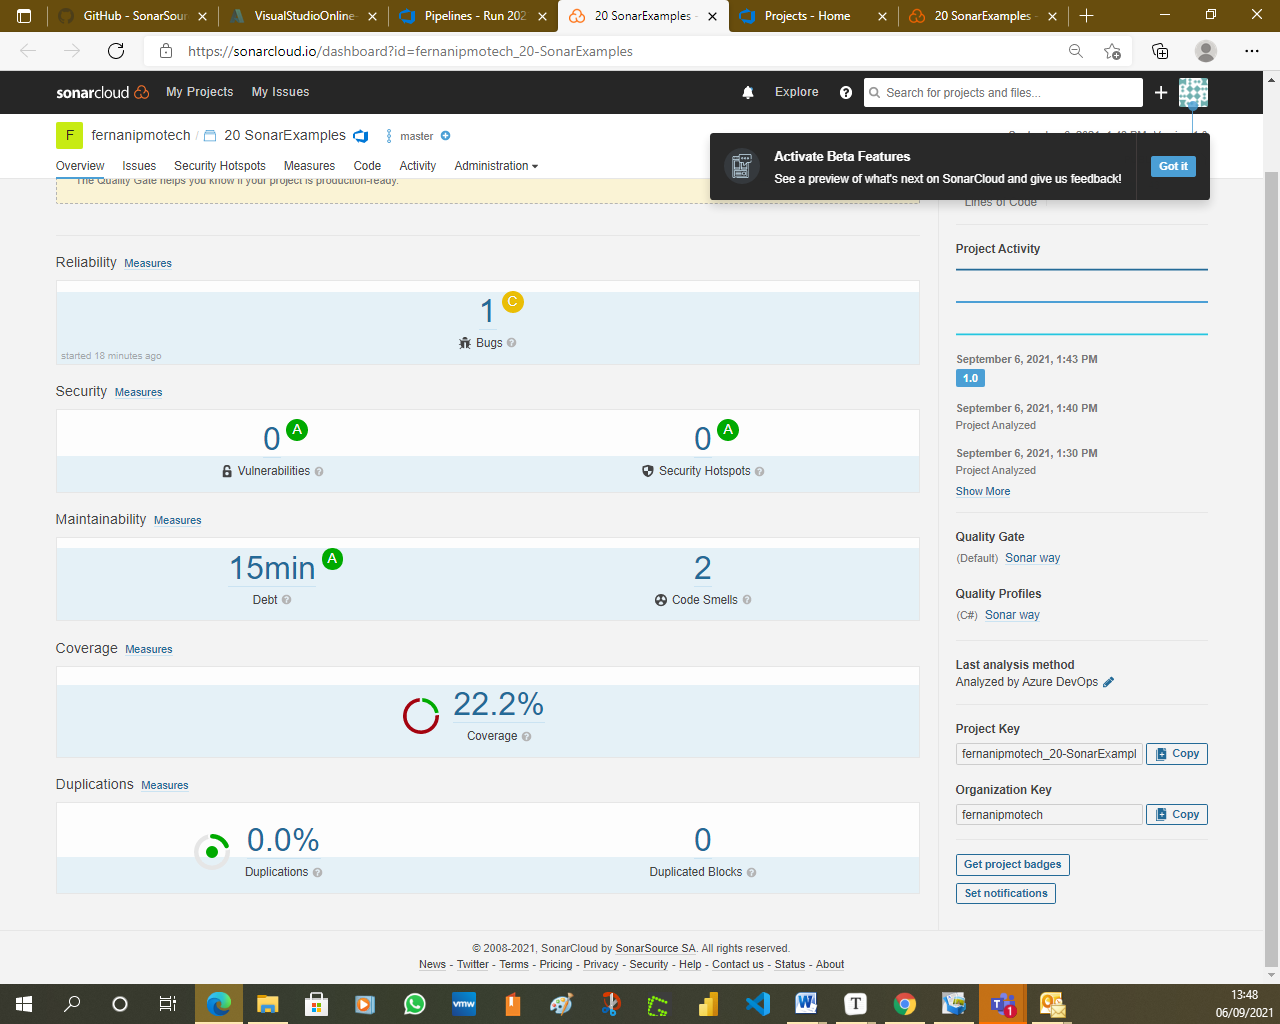 GitHub - SonarSour
VisualStudioOnline-
Pipelines - Run 202
20 SonarExamples -
Projects - Home
20 SonarExamples -
https://sonarcloud.io/dashboard?id=fernanipmotech_20-SonarExamples
sonarcloud My Projects My Issues Explore Search for projects and files...
F fernanipmotech / 20 SonarExamples master
Overview Issues Security Hotspots Measures Code Activity Administration
Activate Beta Features
See a preview of what's next on SonarCloud and give us feedback!
Got it
The Quality Gate helps you know if your project is production-ready.
Lines of Code
Reliability Measures
1 C
Bugs
started 18 minutes ago
Security Measures
0 A
Vulnerabilities
0 A
Security Hotspots
Maintainability Measures
15min A
Debt
2
Code Smells
Coverage Measures
22.2%
Coverage
Duplications Measures
0.0%
Duplications
0
Duplicated Blocks
Project Activity
September 6, 2021, 1:43 PM
1.0
September 6, 2021, 1:40 PM
Project Analyzed
September 6, 2021, 1:30 PM
Project Analyzed
Show More
Quality Gate
(Default) Sonar way
Quality Profiles
(C#) Sonar way
Last analysis method
Analyzed by Azure DevOps
Project Key
fernanipmotech_20-SonarExampl Copy
Organization Key
fernanipmotech Copy
Get project badges
Set notifications
© 2008-2021, SonarCloud by SonarSource SA. All rights reserved.
News - Twitter - Terms - Pricing - Privacy - Security - Help - Contact us - Status - About
vmw
W
T
1
13:48
06/09/2021